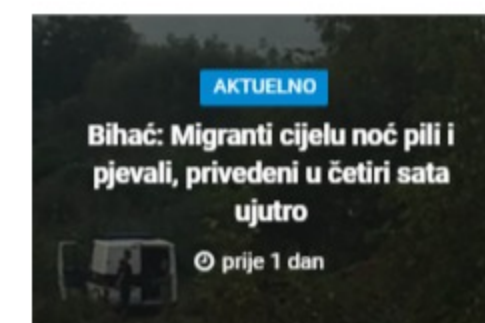 AKTUELNO
Bihać: Migranti cijelu noć pili i
pjevali, privedeni u četiri sata
ujutro
prije 1 dan